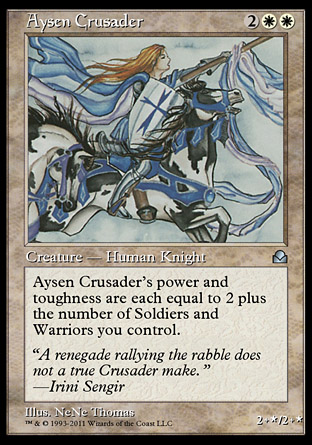 Aysen Crusader 2
Creature — Human Knight
Aysen Crusader's power and
toughness are each equal to 2 plus
the number of Soldiers and
Warriors you control.
“A renegade rallying the rabble does
not a true Crusader make.”
—Irini Sengir
Illus. NeNe Thomas
™ & © 1993-2011 Wizards of the Coast LLC
2+*/2+*